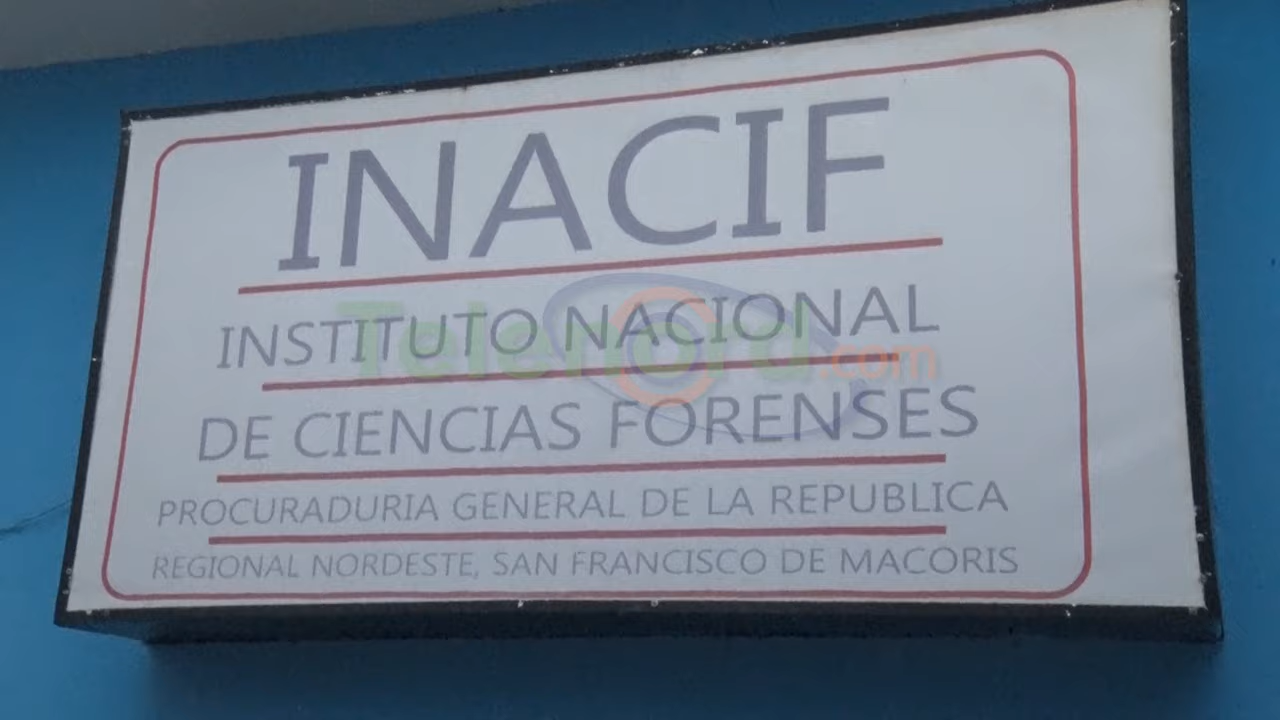 INACIF
INSTITUTO NACIONAL
Telenord.com
DE CIENCIAS FORENSES
PROCURADURIA GENERAL DE LA REPUBLICA
REGIONAL NORDESTE, SAN FRANCISCO DE MACORIS